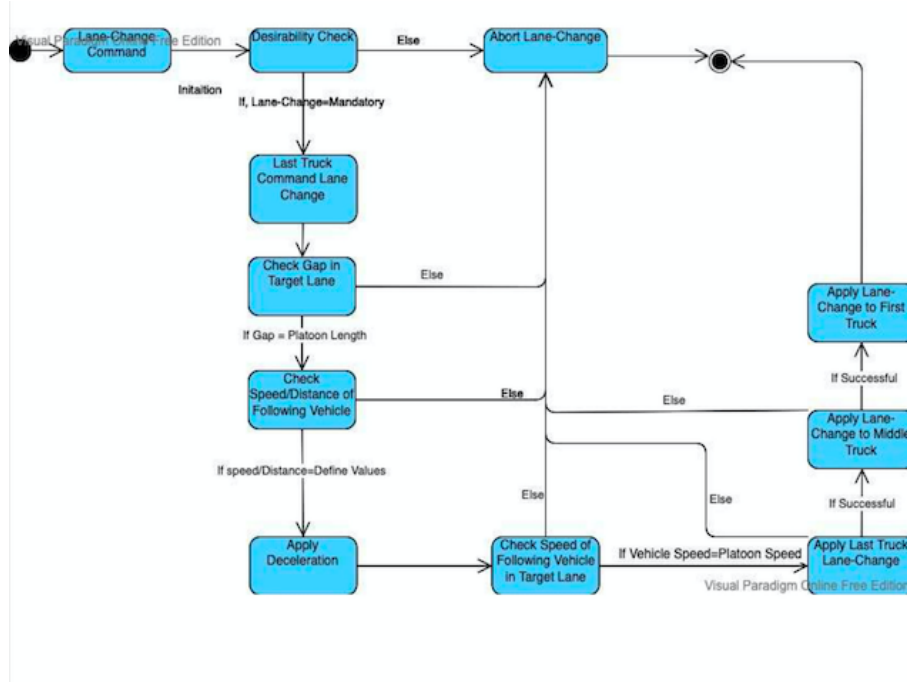 Visual Paradigm Online Free Edition
Lane-Change
Command
Initaition
Desirability Check
Else
Abort Lane-Change
If, Lane-Change=Mandatory
Last Truck
Command Lane
Change
Check Gap in
Target Lane
Else
If Gap = Platoon Length
Check
Speed/Distance of
Following Vehicle
Else
If speed/Distance=Define Values
Apply
Deceleration
Check Speed of
Following Vehicle
in Target Lane
Else
If Vehicle Speed=Platoon Speed
Apply Last Truck
Lane-Change
Else
If Successful
Apply Lane-
Change to Middle
Truck
Else
If Successful
Apply Lane-
Change to First
Truck
Visual Paradigm Online Free Edition